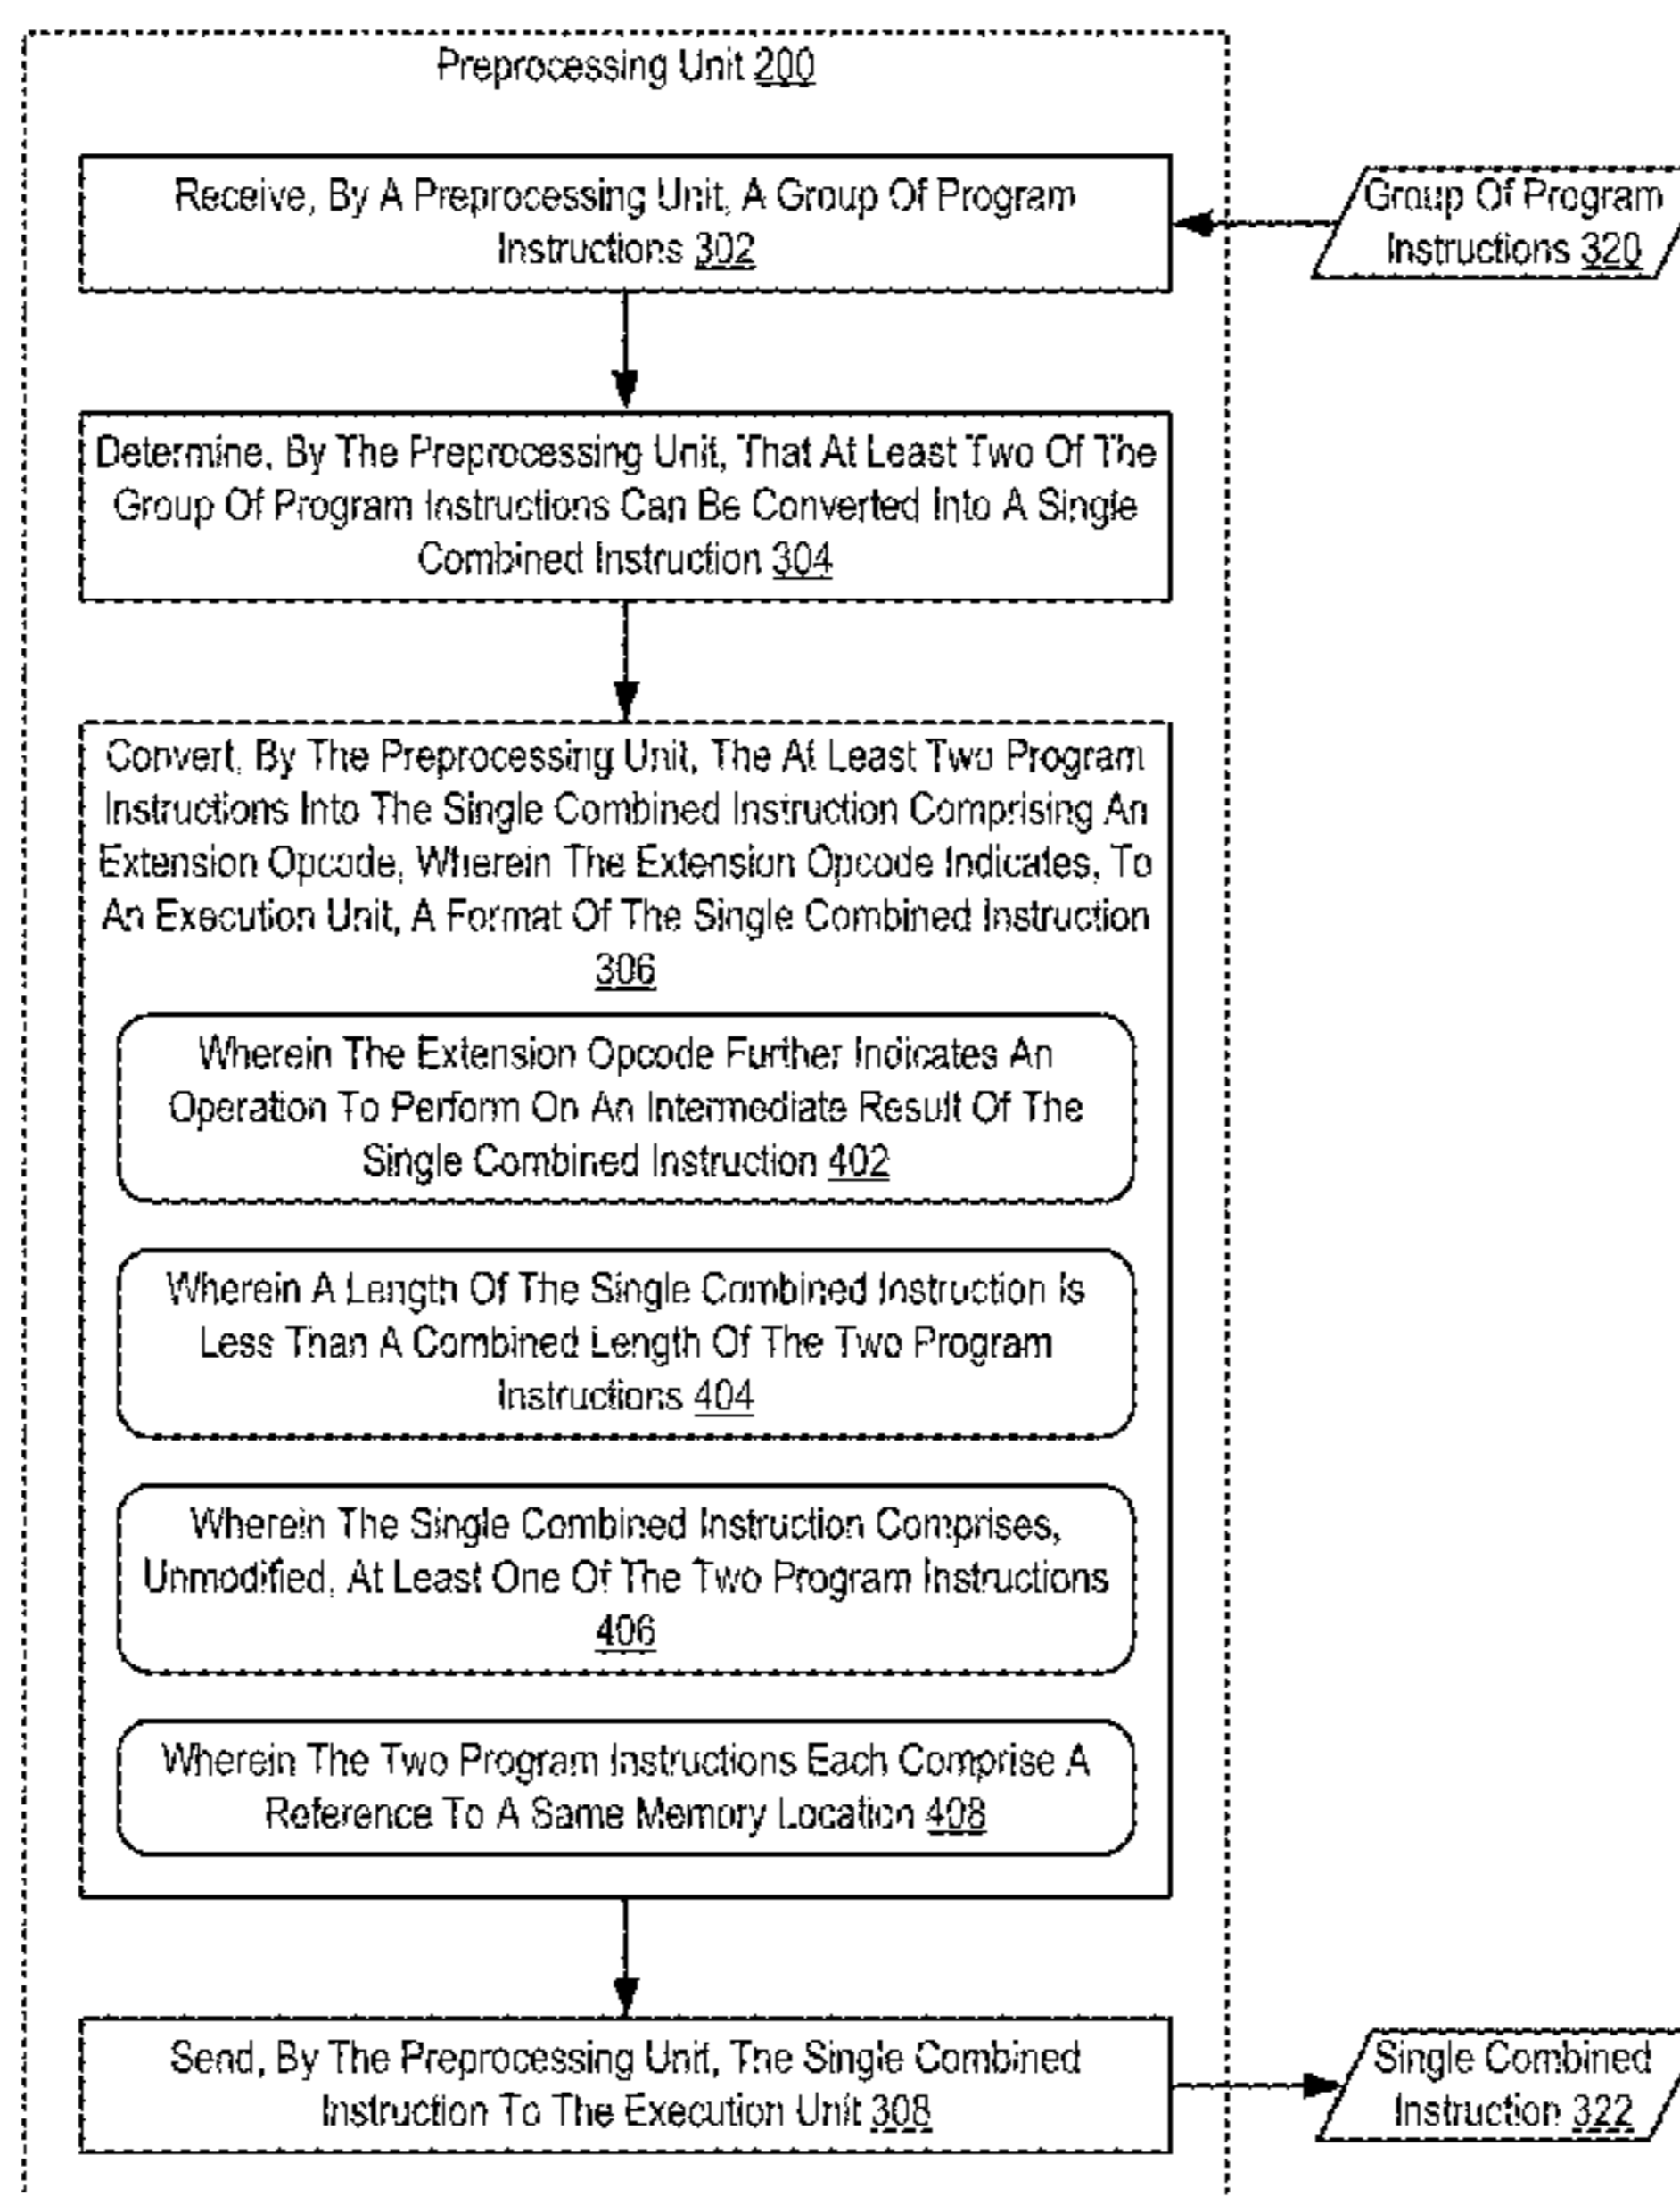 Preprocessing Unit 200
Receive, By A Preprocessing Unit, A Group Of Program
Instructions 302
Group Of Program
Instructions 320
Determine, By The Preprocessing Unit, That At Least Two Of The
Group Of Program Instructions Can Be Converted Into A Single
Combined Instruction 304
Convert, By The Preprocessing Unit, The At Least Two Program
Instructions Into The Single Combined Instruction Comprising An
Extension Opcode, Wherein The Extension Opcode Indicates, To
An Execution Unit, A Format Of The Single Combined Instruction
306
Wherein The Extension Opcode Further Indicates An
Operation To Perform On An Intermediate Result Of The
Single Combined Instruction 402
Wherein A Length Of The Single Combined Instruction Is
Less Than A Combined Length Of The Two Program
Instructions 404
Wherein The Single Combined Instruction Comprises,
Unmodified, At Least One Of The Two Program Instructions
406
Wherein The Two Program Instructions Each Comprise A
Reference To A Same Memory Location 408
Send, By The Preprocessing Unit, The Single Combined
Instruction To The Execution Unit 308
Single Combined
Instruction 322